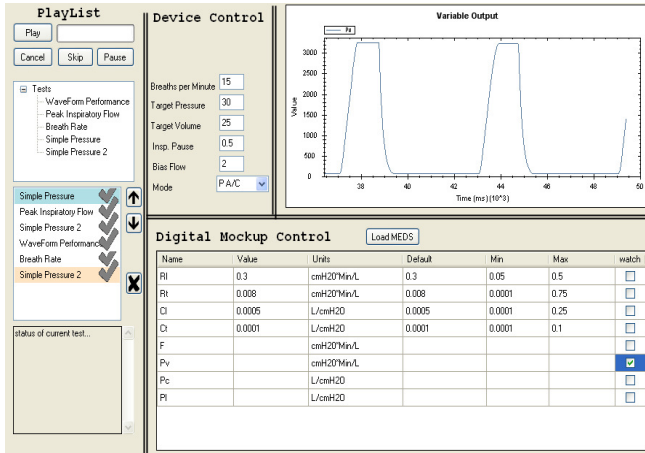 PlayList
Play
Cancel Skip Pause
Tests
WaveForm Performance
Peak Inspiratory Flow
Breath Rate
Simple Pressure
Simple Pressure 2
Simple Pressure
Peak Inspiratory Flow
Simple Pressure 2
WaveForm Performance
Breath Rate
Simple Pressure 2
status of current test...
Device Control
Breaths per Minute 15
Target Pressure 30
Target Volume 25
Insp. Pause 0.5
Bias Flow 2
Mode P A/C
Variable Output
Value
3000
2500
2000
1500
1000
500
0
38 40 42 44 46 48 50
Time (ms) (10^3)
Digital Mockup Control Load MEDS
Name Value Units Default Min Max watch
Rl 0.3 cmH20*Min/L 0.3 0.05 0.5
Rt 0.008 cmH20*Min/L 0.008 0.0001 0.75
Cl 0.0005 L/cmH20 0.0005 0.0001 0.25
Ct 0.0001 L/cmH20 0.0001 0.0001 0.1
F cmH20*Min/L
Pv cmH20*Min/L
Pc L/cmH20
Pl L/cmH20